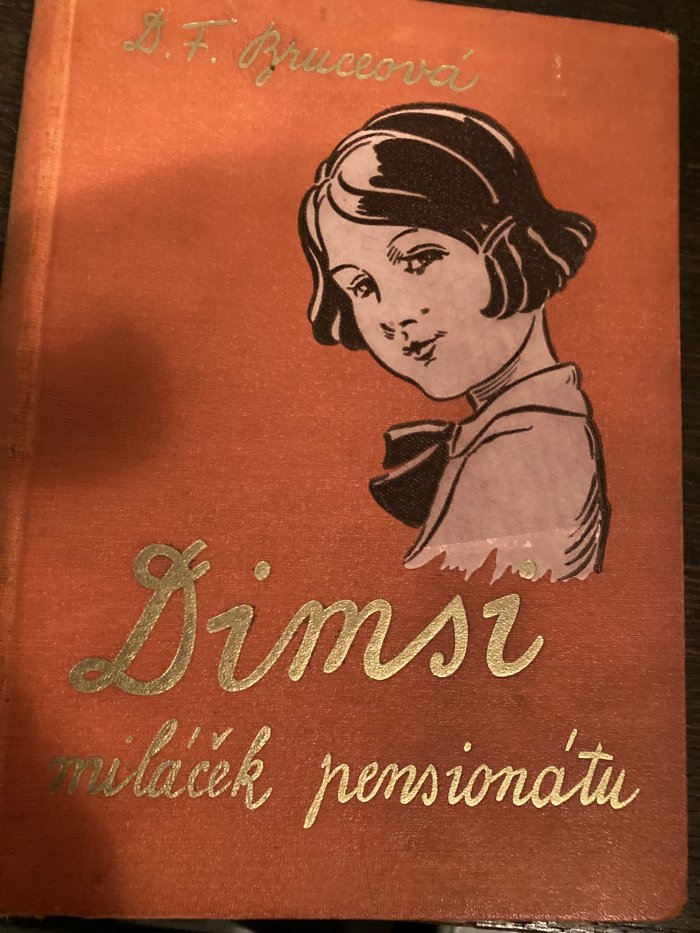 D. F. Bruceová
Dimsi
miláček pensionátu